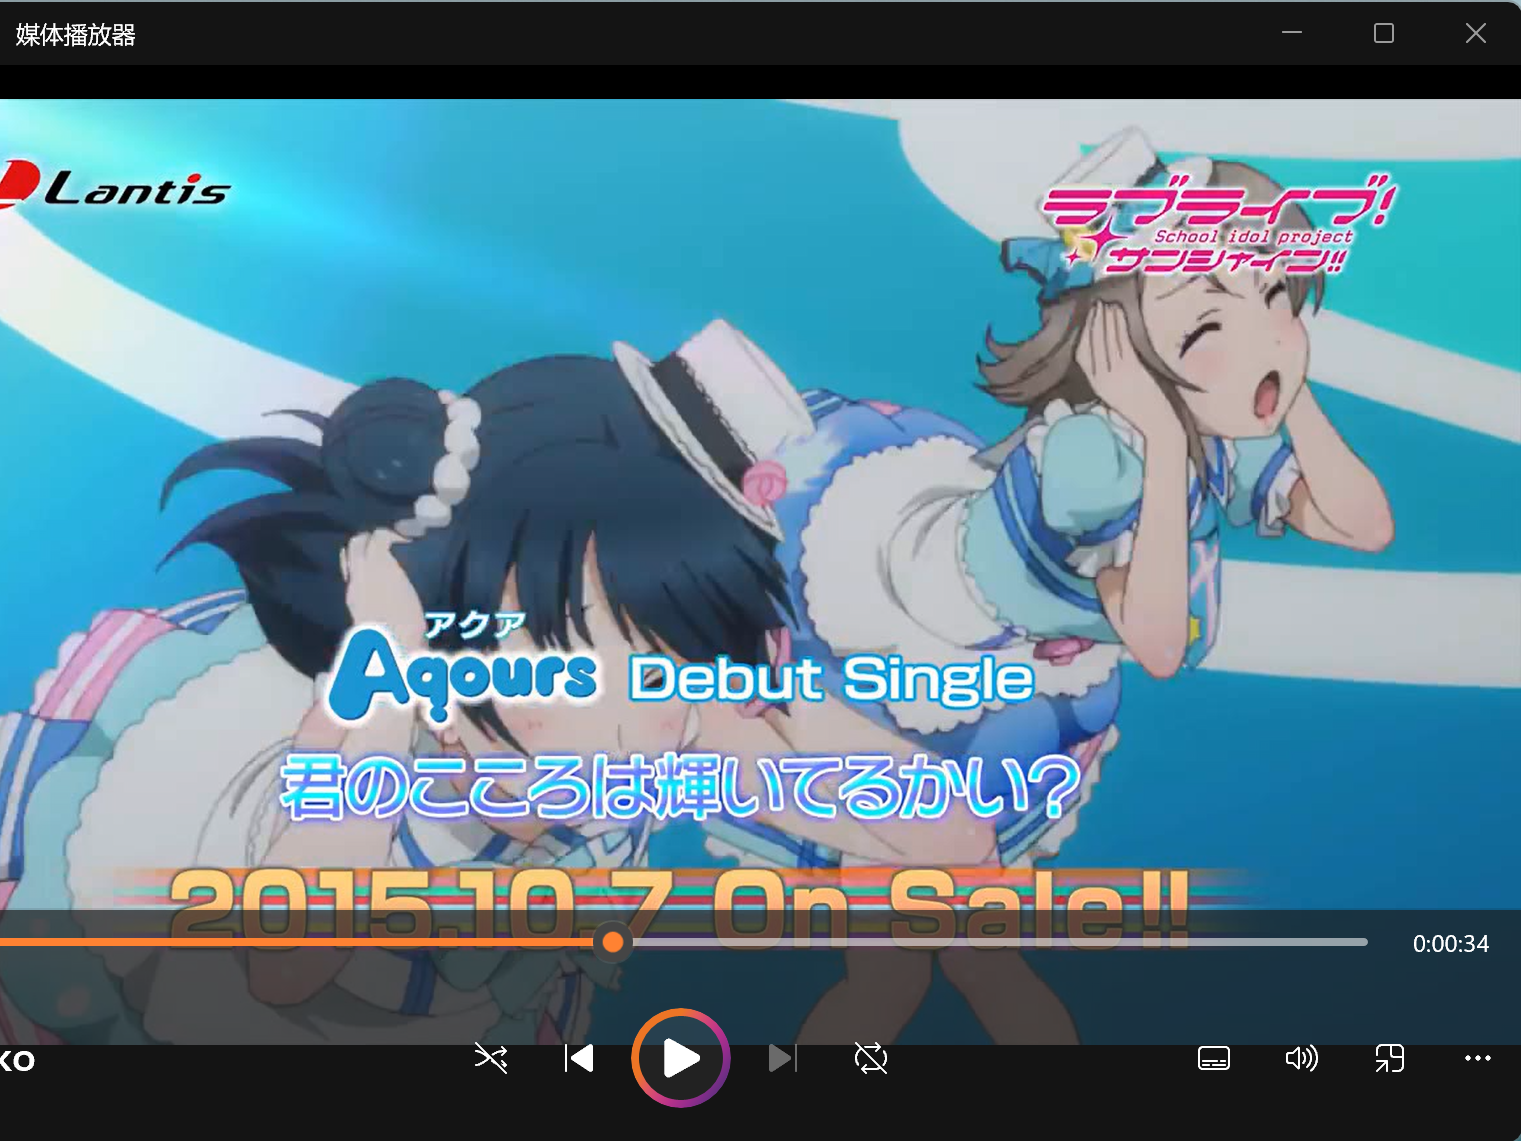 媒体播放器
Lantis
ラブライブ!
School idol project
サンシャイン!!
アクア
Aqours Debut Single
君のこころは輝いてるかい?
2015.10.7 On Sale!!
0:00:34
KO